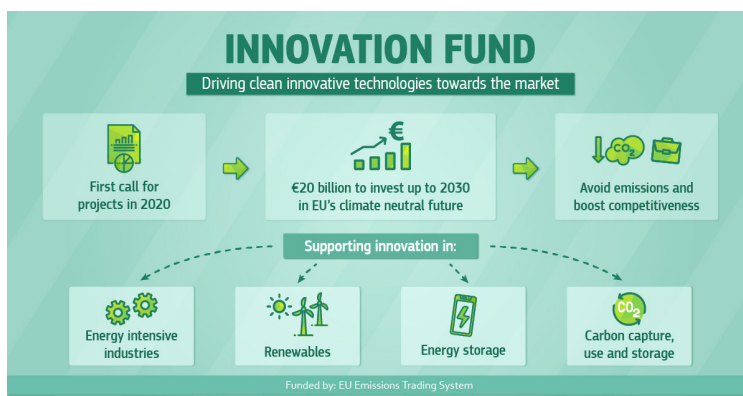 INNOVATION FUND
Driving clean innovative technologies towards the market
First call for
projects in 2020
€
€20 billion to invest up to 2030
in EU's climate neutral future
CO₂
Avoid emissions and
boost competitiveness
Supporting innovation in:
Energy intensive
industries
Renewables
Energy storage
CO₂
Carbon capture,
use and storage
Funded by: EU Emissions Trading System